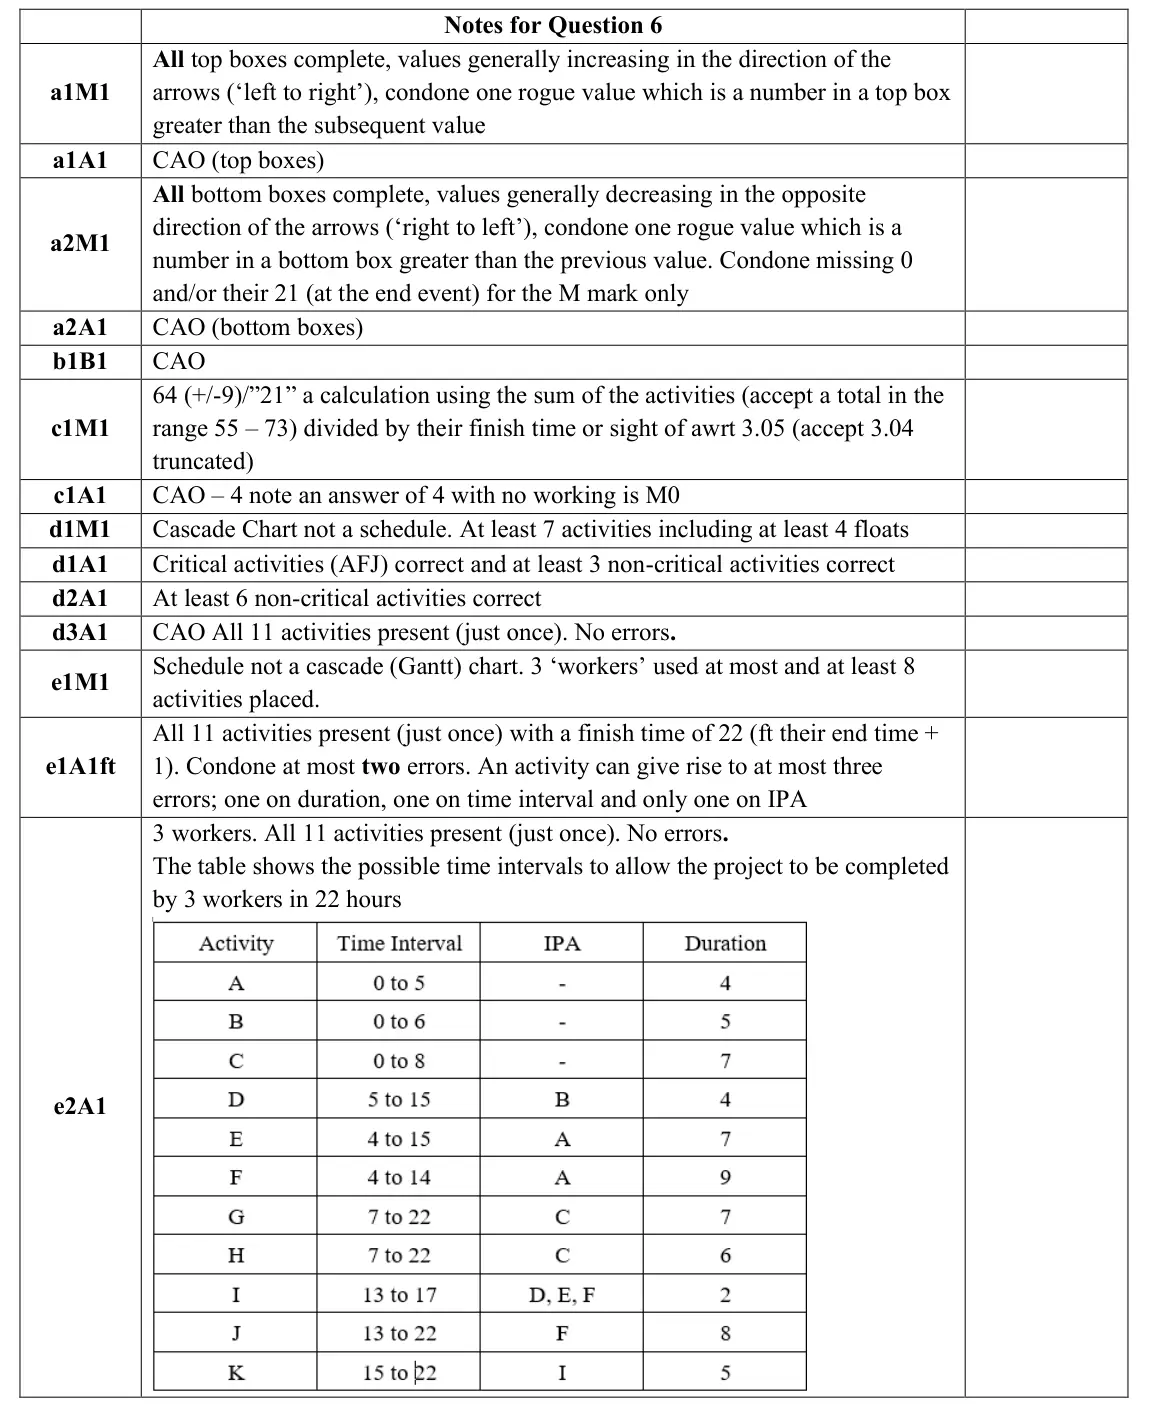 Notes for Question 6
a1M1
All top boxes complete, values generally increasing in the direction of the
arrows (‘left to right’), condone one rogue value which is a number in a top box
greater than the subsequent value
a1A1
CAO (top boxes)
a2M1
All bottom boxes complete, values generally decreasing in the opposite
direction of the arrows (‘right to left’), condone one rogue value which is a
number in a bottom box greater than the previous value. Condone missing 0
and/or their 21 (at the end event) for the M mark only
a2A1
CAO (bottom boxes)
b1B1
CAO
c1M1
64 (+/-9)/”21” a calculation using the sum of the activities (accept a total in the
range 55 – 73) divided by their finish time or sight of awrt 3.05 (accept 3.04
truncated)
c1A1
CAO – 4 note an answer of 4 with no working is M0
d1M1
Cascade Chart not a schedule. At least 7 activities including at least 4 floats
d1A1
Critical activities (AFJ) correct and at least 3 non-critical activities correct
d2A1
At least 6 non-critical activities correct
d3A1
CAO All 11 activities present (just once). No errors.
e1M1
Schedule not a cascade (Gantt) chart. 3 ‘workers’ used at most and at least 8
activities placed.
e1A1ft
All 11 activities present (just once) with a finish time of 22 (ft their end time +
1). Condone at most two errors. An activity can give rise to at most three
errors; one on duration, one on time interval and only one on IPA
e2A1
3 workers. All 11 activities present (just once). No errors.
The table shows the possible time intervals to allow the project to be completed
by 3 workers in 22 hours
Activity Time Interval IPA Duration
A 0 to 5 - 4
B 0 to 6 - 5
C 0 to 8 - 7
D 5 to 15 B 4
E 4 to 15 A 7
F 4 to 14 A 9
G 7 to 22 C 7
H 7 to 22 C 6
I 13 to 17 D, E, F 2
J 13 to 22 F 8
K 15 to 22 I 5